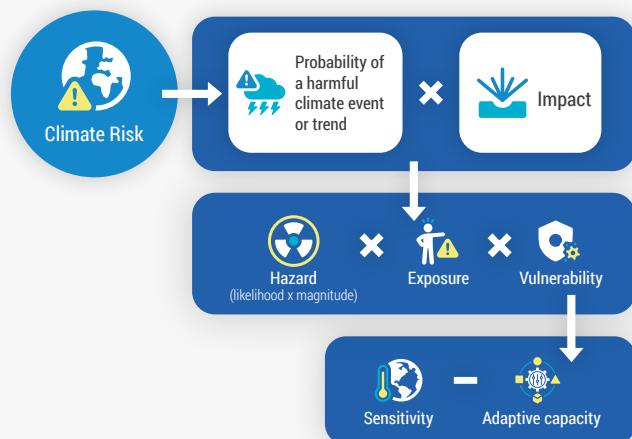 Climate Risk
Probability of
a harmful
climate event
or trend
Impact
Hazard
(likelihood x magnitude)
Exposure
Vulnerability
Sensitivity
Adaptive capacity